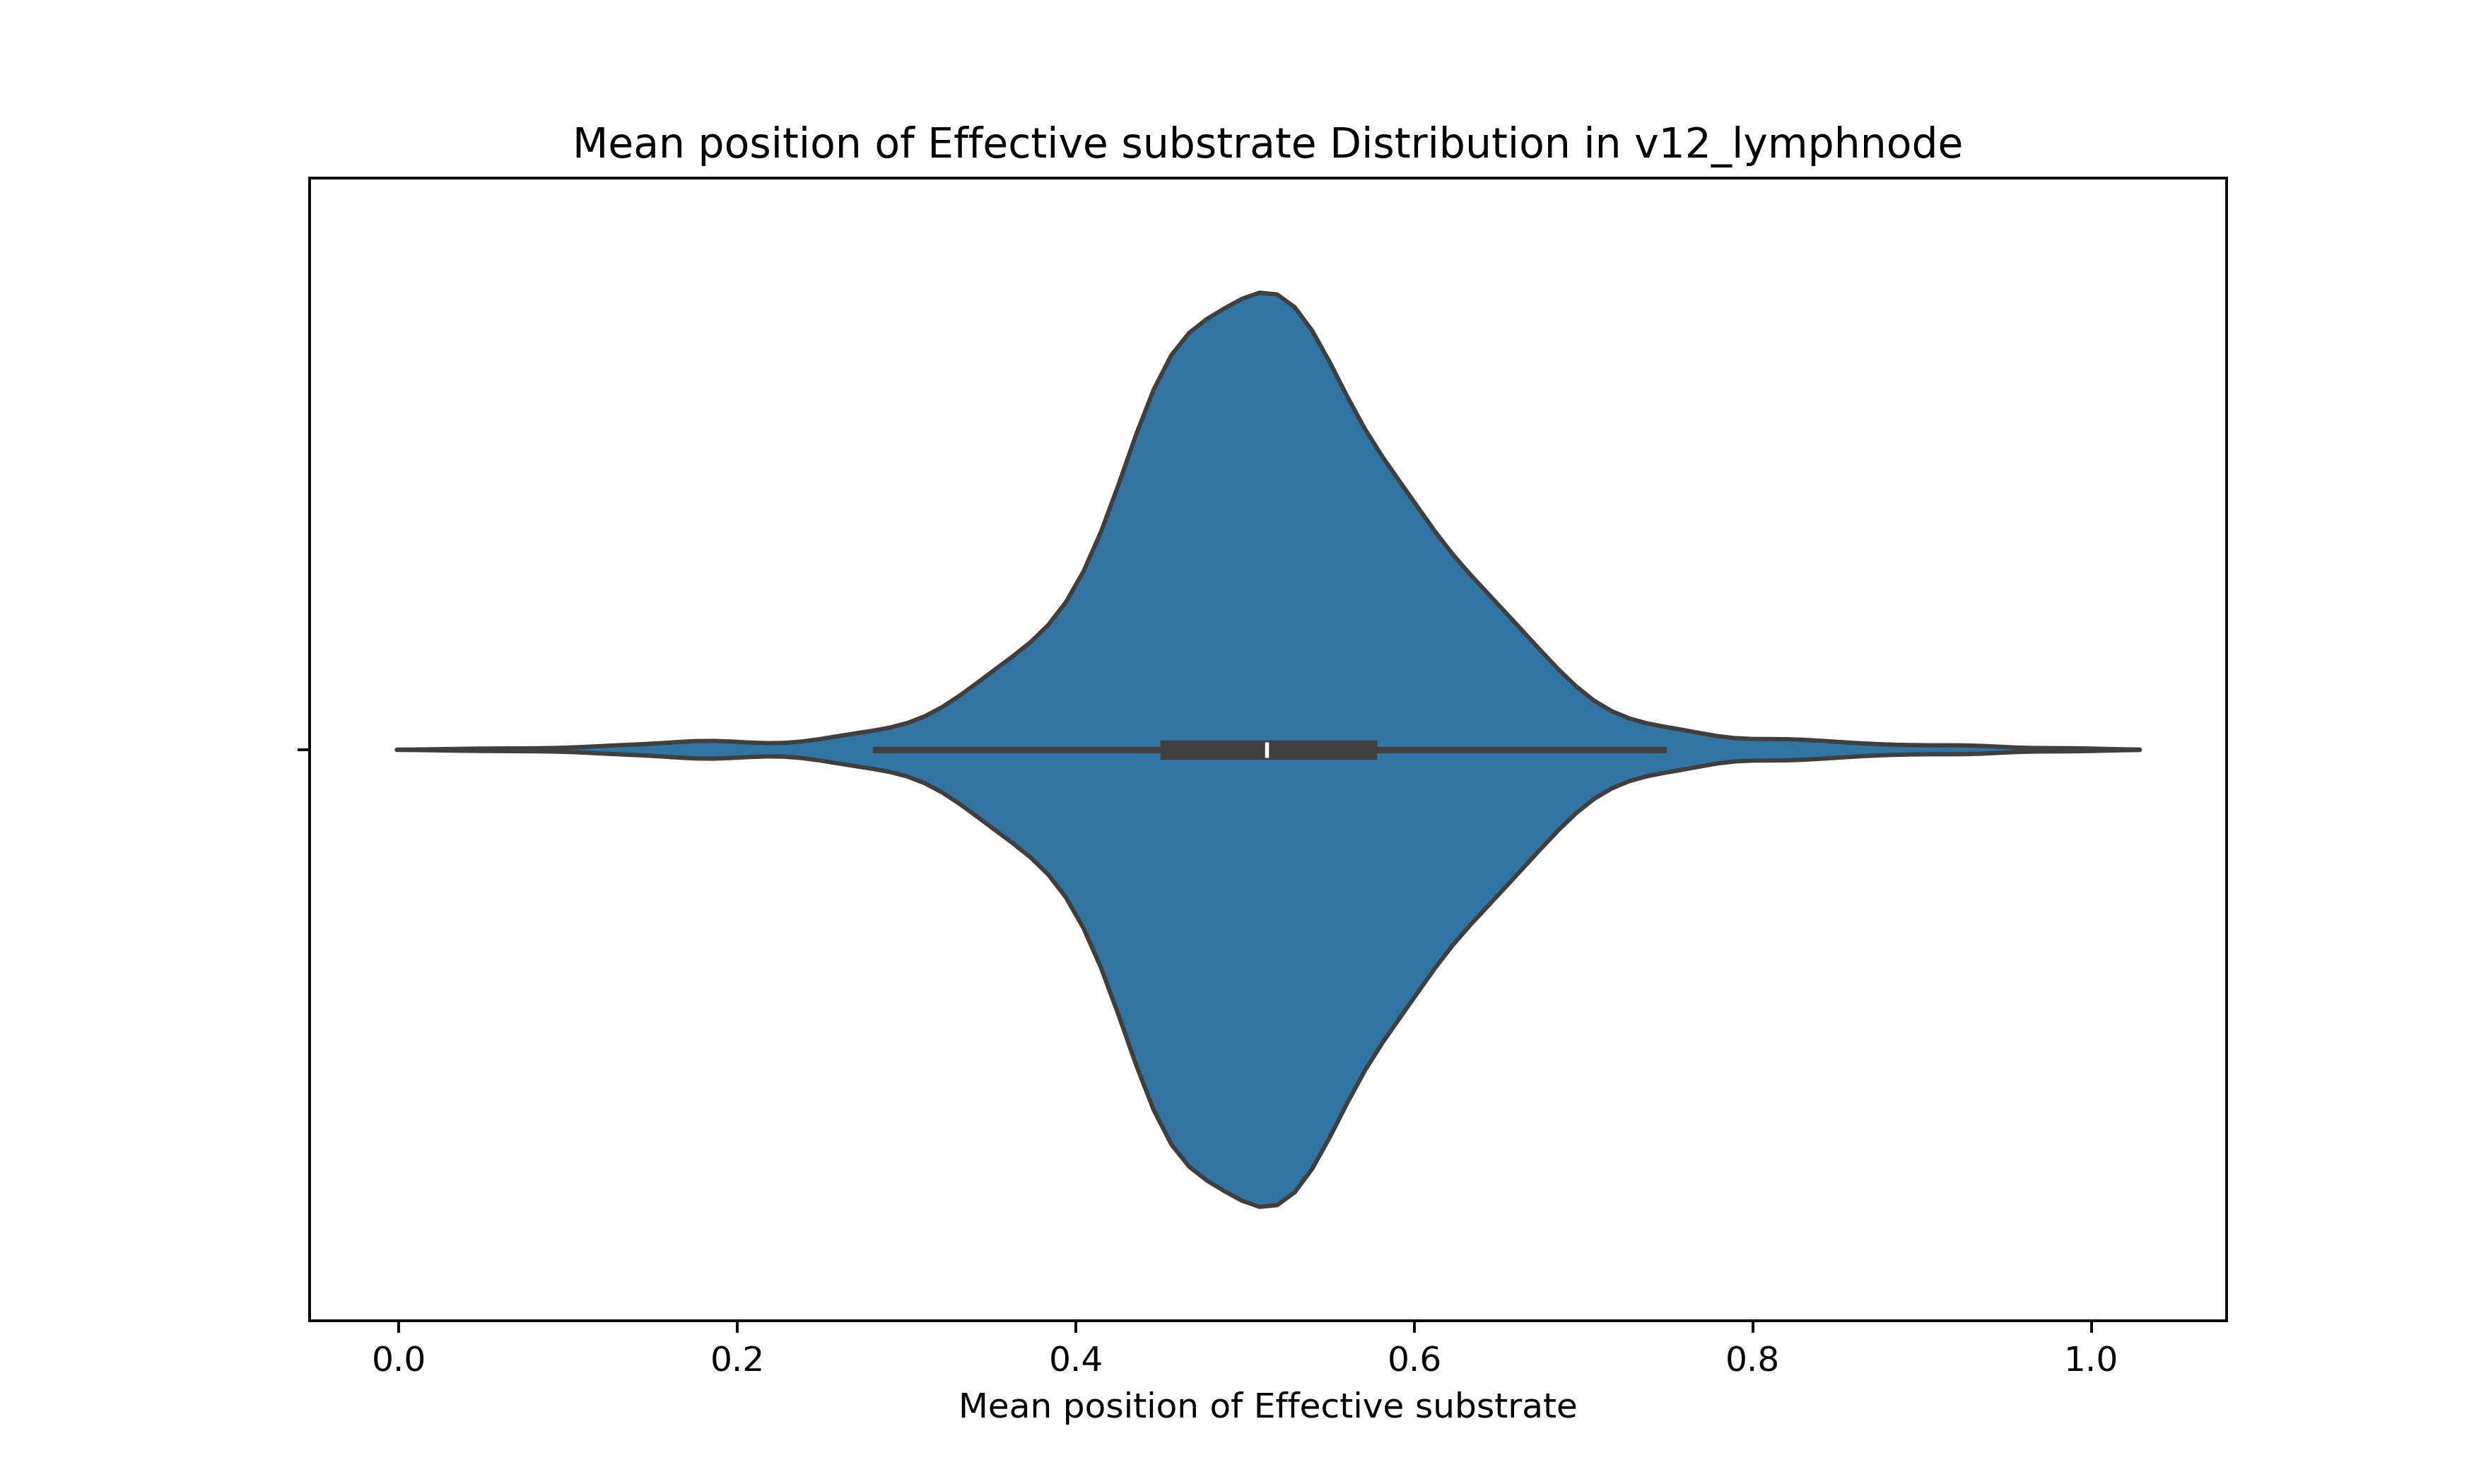 Mean position of Effective substrate Distribution in v12_lymphnode
0.0 0.2 0.4 0.6 0.8 1.0
Mean position of Effective substrate